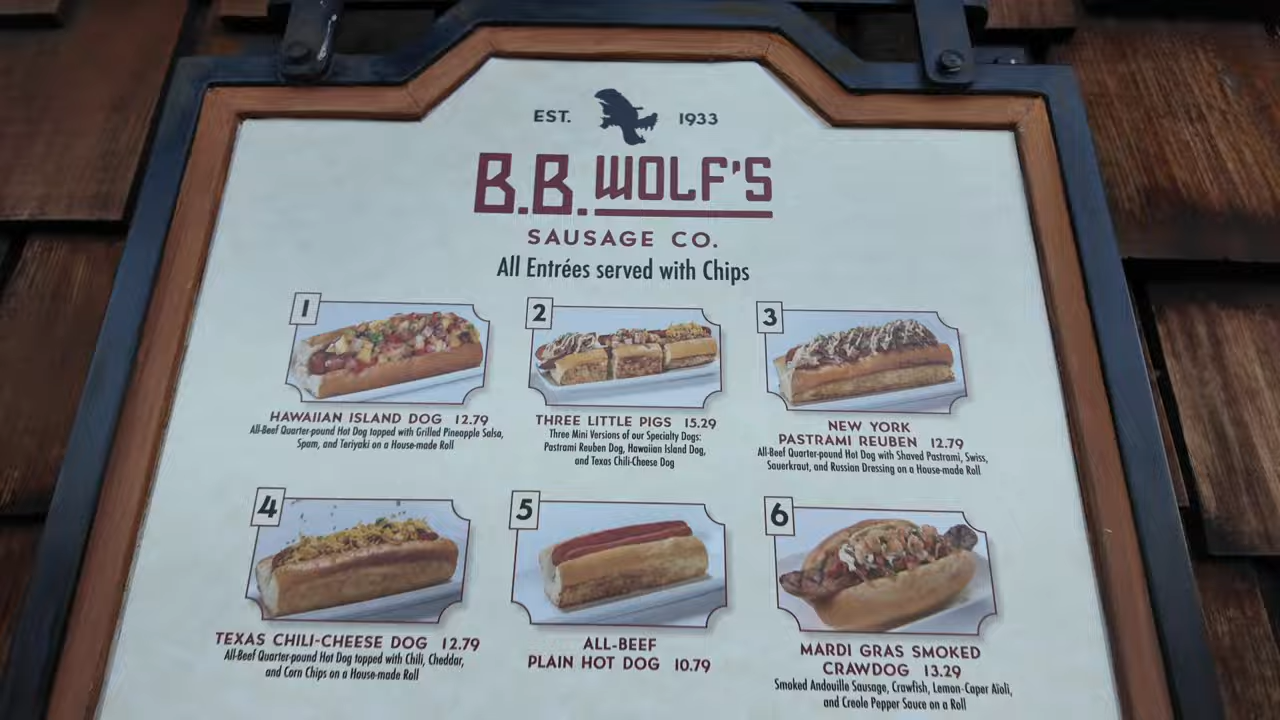 EST. 1933
B.B. WOLF'S
SAUSAGE CO.
All Entrées served with Chips
1
HAWAIIAN ISLAND DOG 12.79
All-Beef Quarter-pound Hot Dog topped with Grilled Pineapple Salsa,
Spam, and Teriyaki on a House-made Roll
2
THREE LITTLE PIGS 15.29
Three Mini Versions of our Specialty Dogs:
Pastrami Reuben Dog, Hawaiian Island Dog,
and Texas Chili-Cheese Dog
3
NEW YORK
PASTRAMI REUBEN 12.79
All-Beef Quarter-pound Hot Dog with Shaved Pastrami, Swiss,
Sauerkraut, and Russian Dressing on a House-made Roll
4
TEXAS CHILI-CHEESE DOG 12.79
All-Beef Quarter-pound Hot Dog topped with Chili, Cheddar,
and Corn Chips on a House-made Roll
5
ALL-BEEF
PLAIN HOT DOG 10.79
6
MARDI GRAS SMOKED
CRAWDOG 13.29
Smoked Andouille Sausage, Crawfish, Lemon-Caper Aïoli,
and Creole Pepper Sauce on a Roll